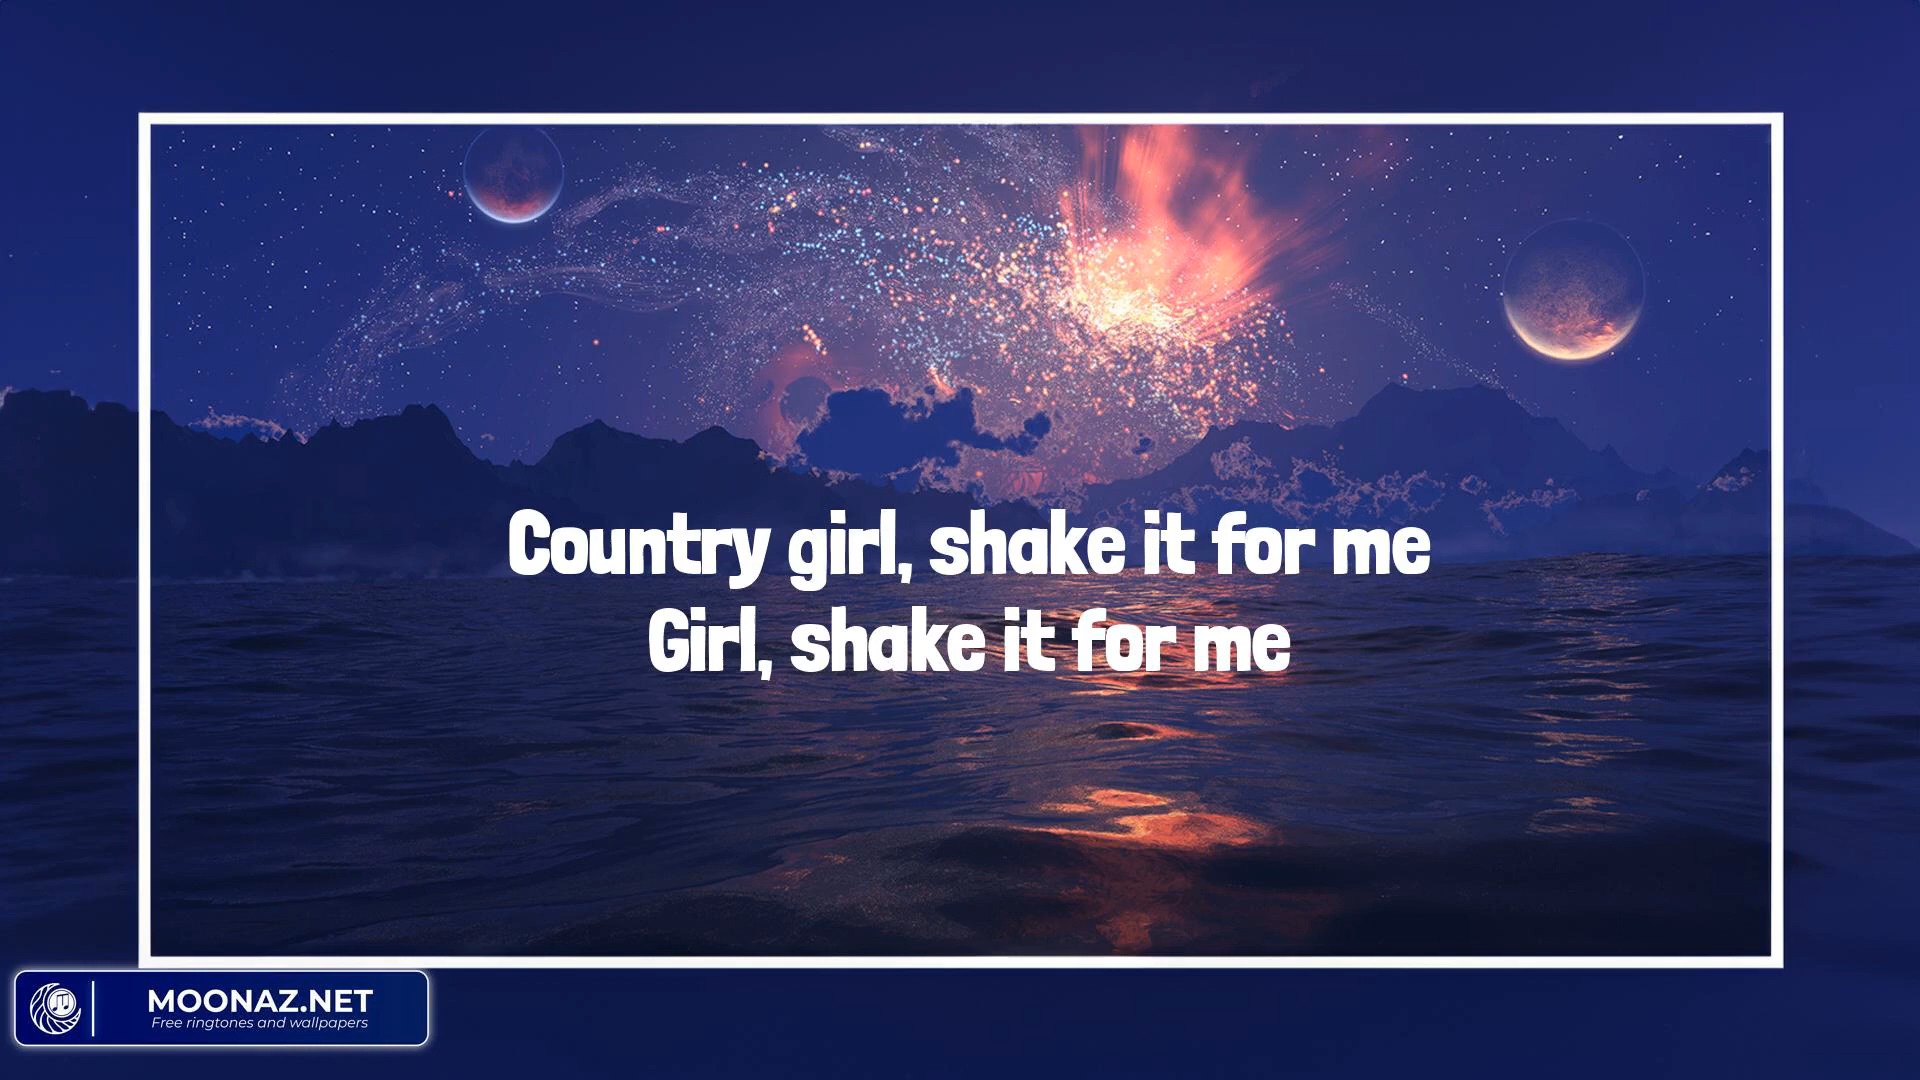 Country girl, shake it for me
Girl, shake it for me
MOONAZ.NET
Free ringtones and wallpapers